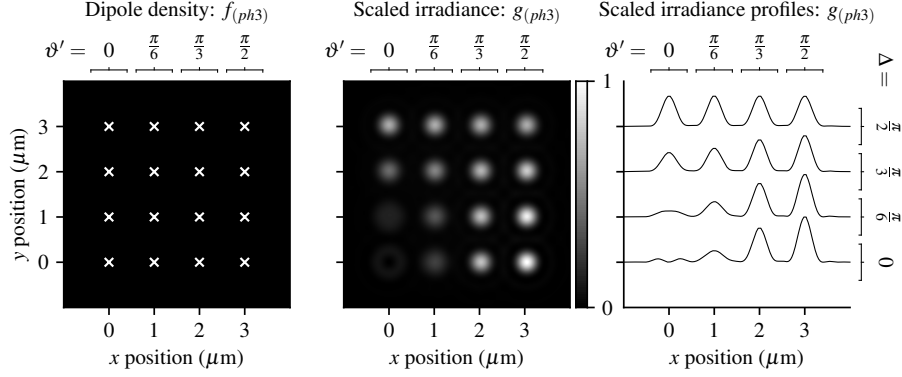 Dipole density: f(ph3)
ϑ′ = 0 π/6 π/3 π/2
3
2
1
0
y position (μm)
0 1 2 3
x position (μm)
Scaled irradiance: g(ph3)
ϑ′ = 0 π/6 π/3 π/2
0 1 2 3
x position (μm)
1
0
Scaled irradiance profiles: g(ph3)
ϑ′ = 0 π/6 π/3 π/2
Δ = π/2 π/3 π/6 0
0 1 2 3
x position (μm)